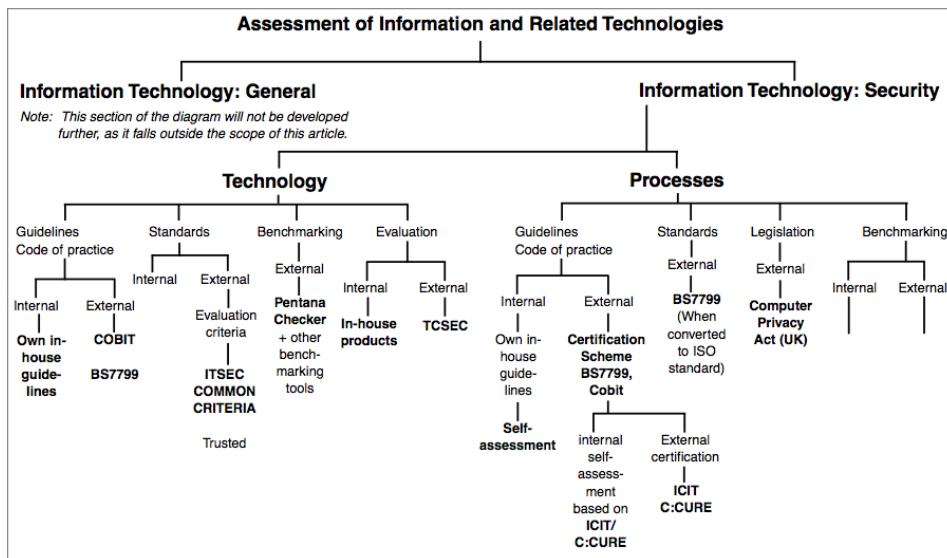 Assessment of Information and Related Technologies
Information Technology: General
Information Technology: Security
Note: This section of the diagram will not be developed
further, as it falls outside the scope of this article.
Technology
Processes
Guidelines
Code of practice
Standards
Benchmarking
Evaluation
Guidelines
Code of practice
Standards
Legislation
Benchmarking
Internal
Own in-
house
guide-
lines
External
COBIT
BS7799
Internal
External
Evaluation
criteria
ITSEC
COMMON
CRITERIA
Trusted
External
Pentana
Checker
+ other
bench-
marking
tools
Internal
In-house
products
External
TCSEC
Internal
Own in-
house
guide-
lines
Self-
assessment
External
Certification
Scheme
BS7799,
Cobit
internal
self-
assess-
ment
based on
ICIT/
C:CURE
External
certification
ICIT
C:CURE
External
BS7799
(When
converted
to ISO
standard)
External
Computer
Privacy
Act (UK)
Internal
External